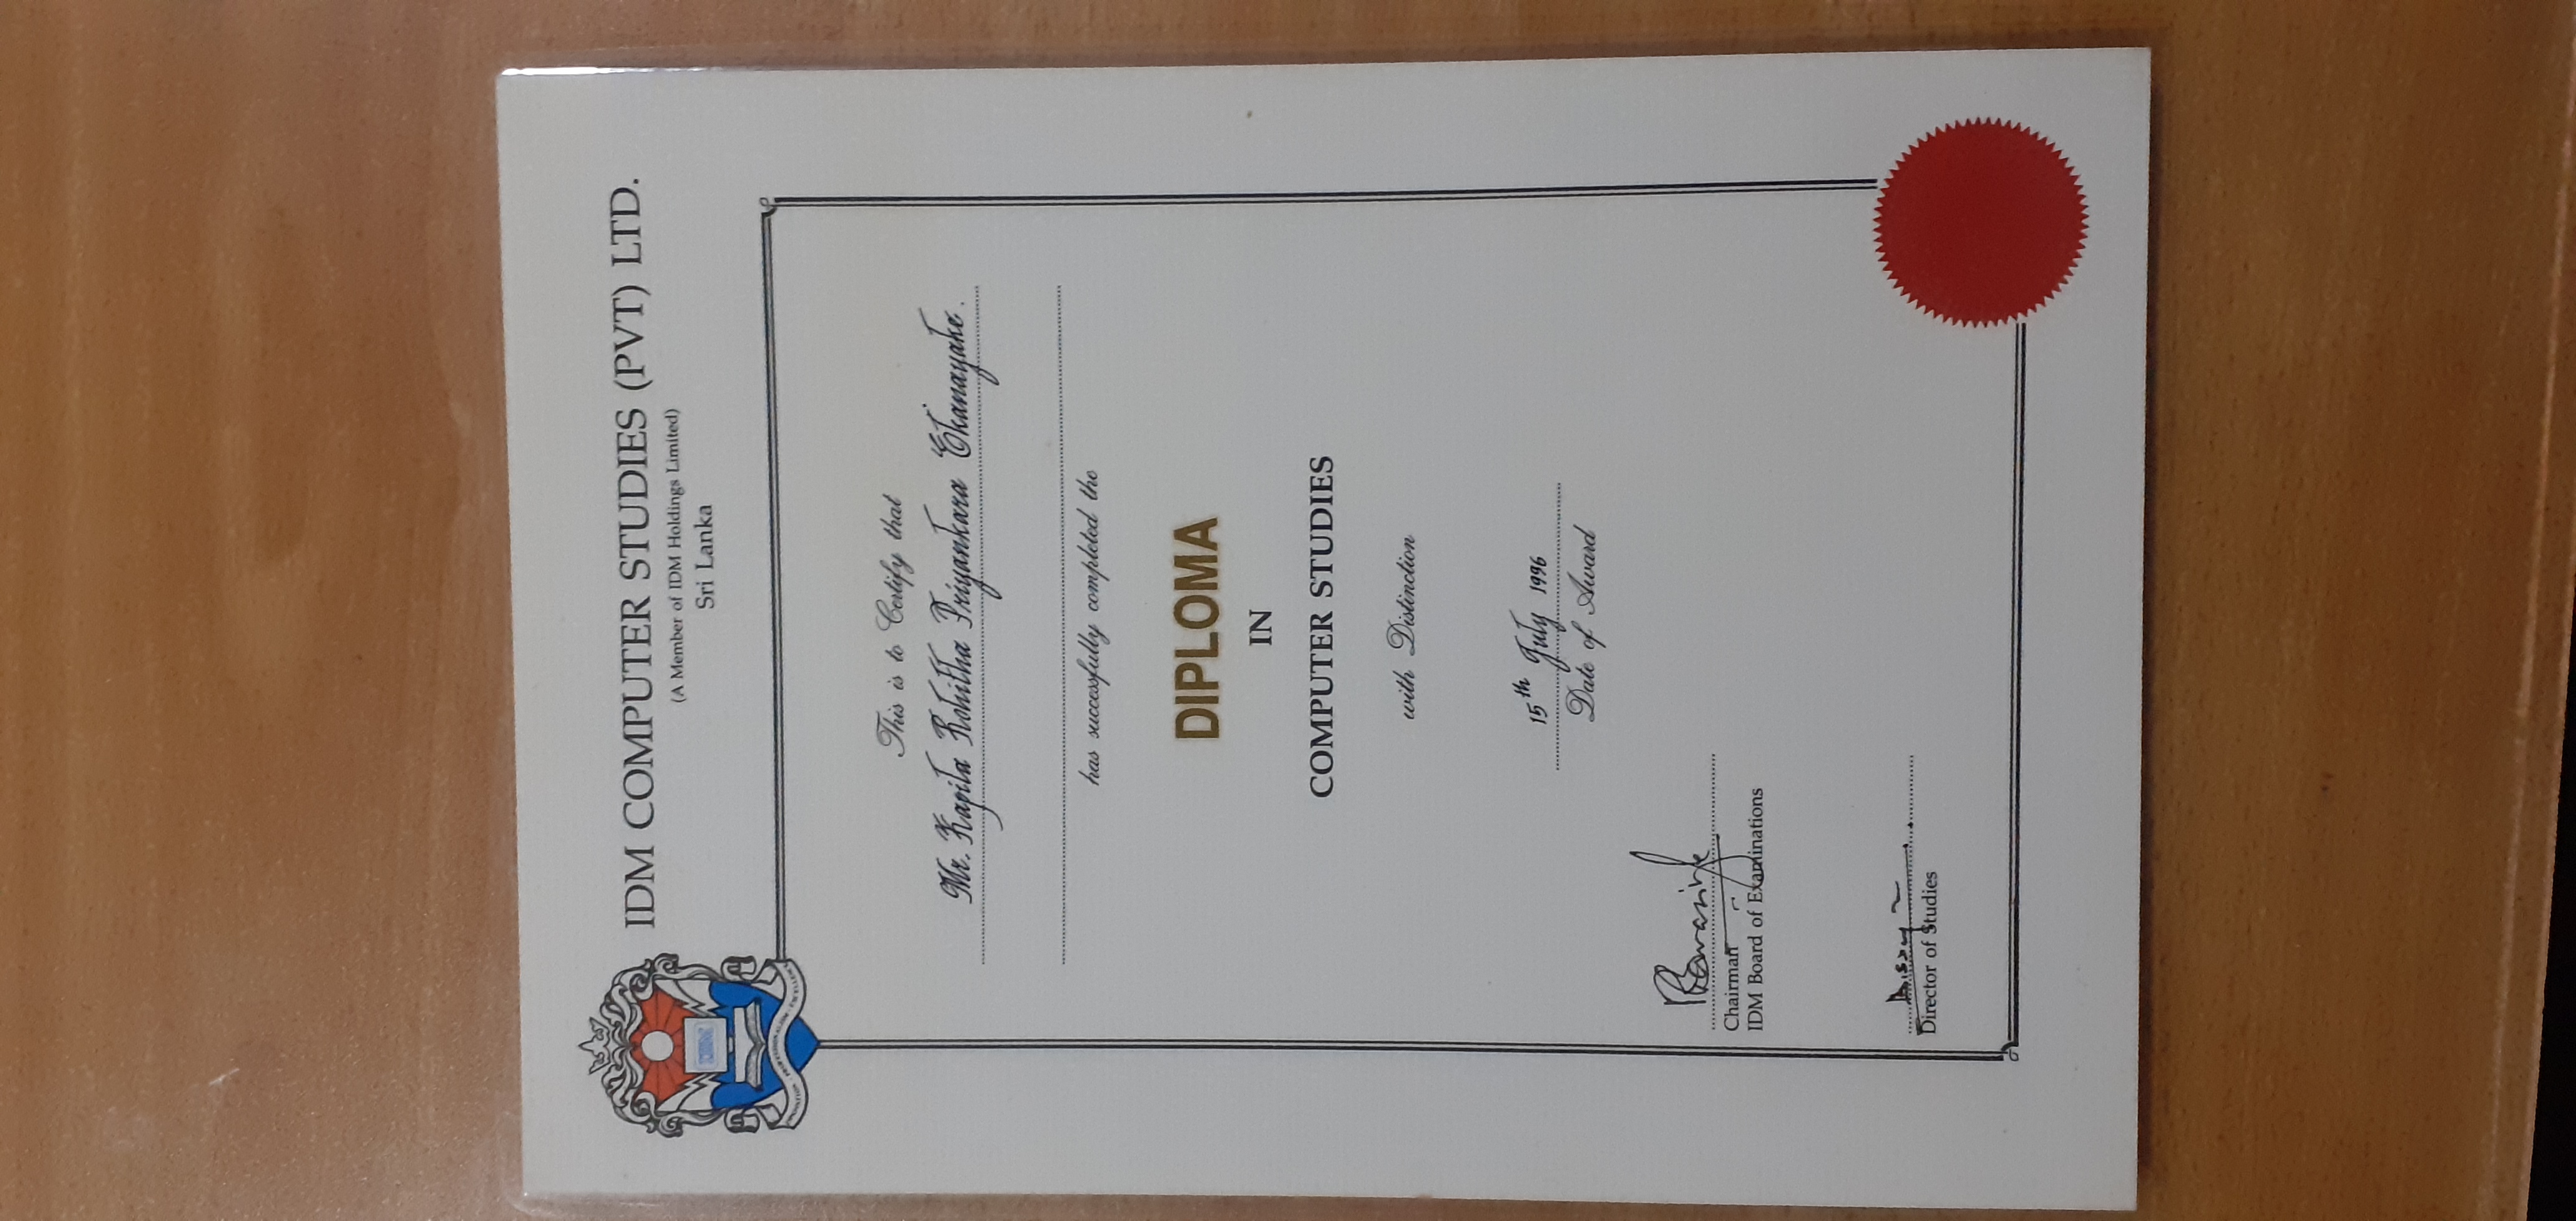 IDM COMPUTER STUDIES (PVT) LTD.
(A Member of IDM Holdings Limited)
Sri Lanka
This is to Certify that
Mr. Kapila Rohitha Priyankara Ekanayake.
has successfully completed the
DIPLOMA
IN
COMPUTER STUDIES
with Distinction
15th July 1996
Date of Award
Chairman
IDM Board of Examinations
Director of Studies